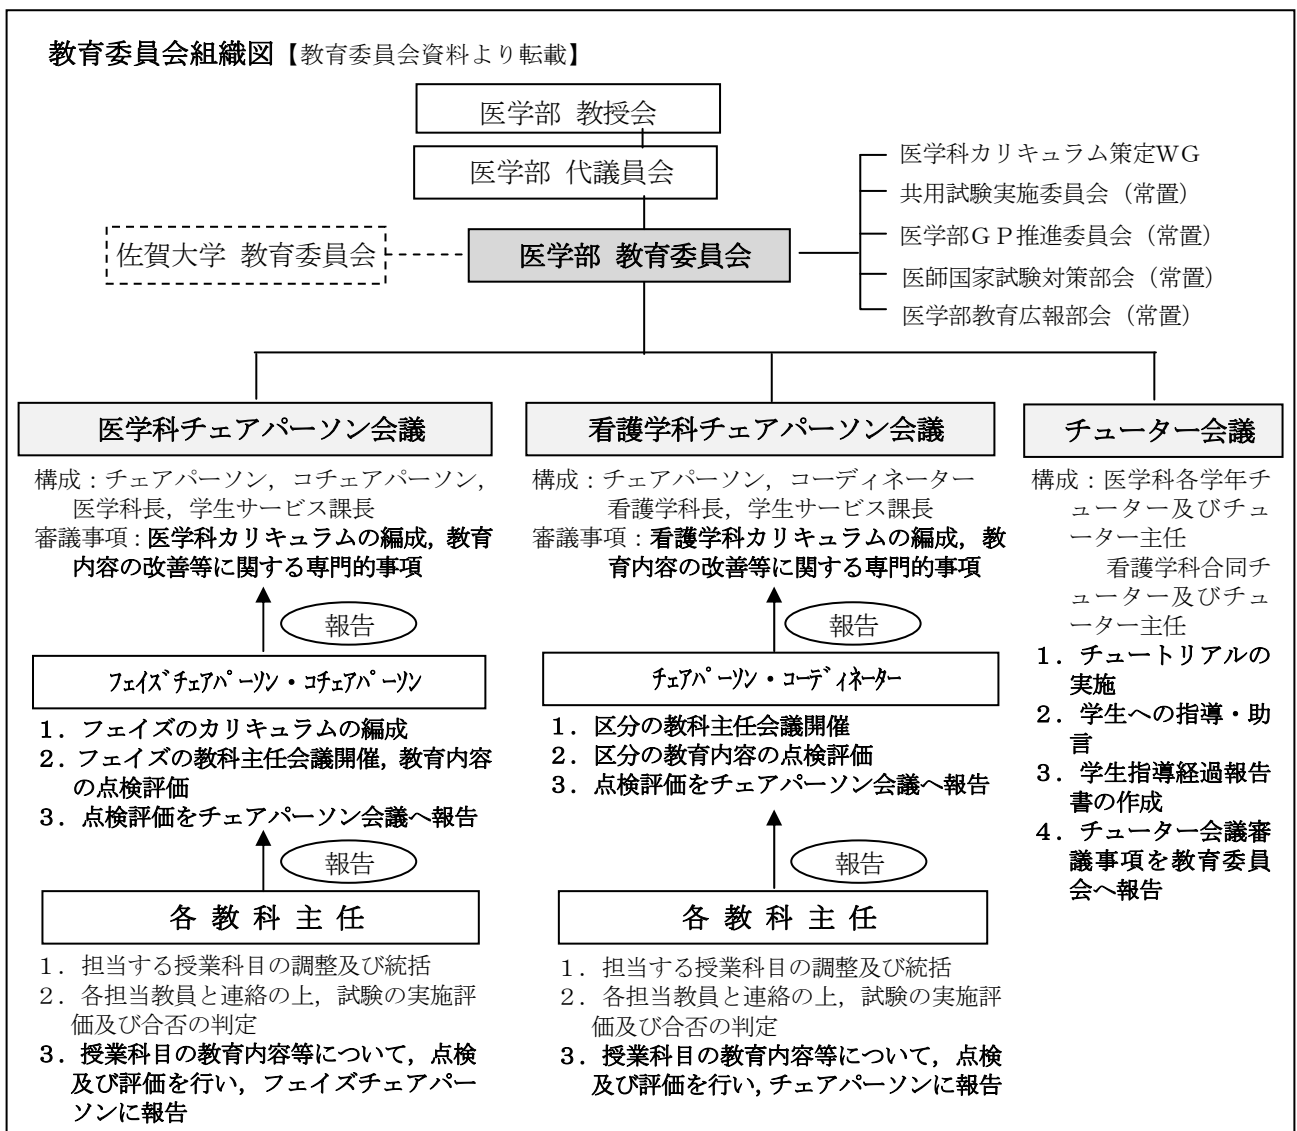 教育委員会組織図【教育委員会資料より転載】
医学部 教授会
医学部 代議員会
佐賀大学 教育委員会
医学部 教育委員会
医学科カリキュラム策定WG
共用試験実施委員会（常置）
医学部GP推進委員会（常置）
医師国家試験対策部会（常置）
医学部教育広報部会（常置）
医学科チェアパーソン会議
構成：チェアパーソン，コチェアパーソン，
医学科長，学生サービス課長
審議事項：医学科カリキュラムの編成，教育
内容の改善等に関する専門的事項
報告
フェイズチェアパーソン・コチェアパーソン
1．フェイズのカリキュラムの編成
2．フェイズの教科主任会議開催，教育内容
の点検評価
3．点検評価をチェアパーソン会議へ報告
報告
各教科主任
1．担当する授業科目の調整及び統括
2．各担当教員と連絡の上，試験の実施評
価及び合否の判定
3．授業科目の教育内容等について，点検
及び評価を行い，フェイズチェアパー
ソンに報告
看護学科チェアパーソン会議
構成：チェアパーソン，コーディネーター
看護学科長，学生サービス課長
審議事項：看護学科カリキュラムの編成，教
育内容の改善等に関する専門的事項
報告
チェアパーソン・コーディネーター
1．区分の教科主任会議開催
2．区分の教育内容の点検評価
3．点検評価をチェアパーソン会議へ報告
報告
各教科主任
1．担当する授業科目の調整及び統括
2．各担当教員と連絡の上，試験の実施評
価及び合否の判定
3．授業科目の教育内容等について，点検
及び評価を行い，チェアパーソンに報告
チューター会議
構成：医学科各学年チ
ューター及びチュ
ーター主任
看護学科合同チ
ューター及びチュ
ーター主任
1．チュートリアルの
実施
2．学生への指導・助
言
3．学生指導経過報告
書の作成
4．チューター会議審
議事項を教育委員
会へ報告